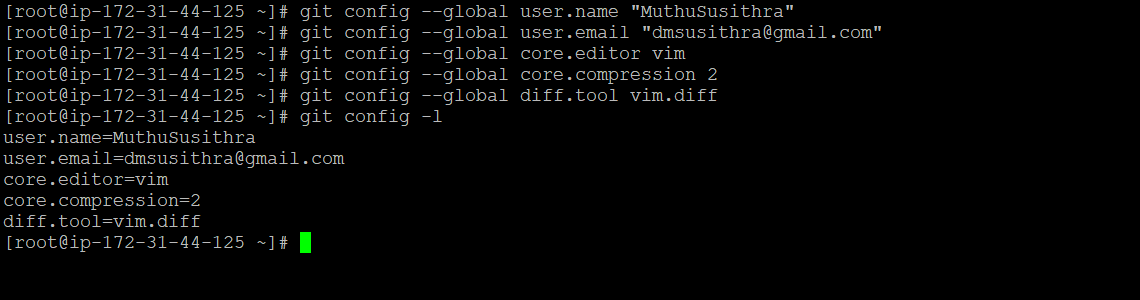 [root@ip-172-31-44-125 ~]# git config --global user.name "MuthuSusithra"
[root@ip-172-31-44-125 ~]# git config --global user.email "dmsusithra@gmail.com"
[root@ip-172-31-44-125 ~]# git config --global core.editor vim
[root@ip-172-31-44-125 ~]# git config --global core.compression 2
[root@ip-172-31-44-125 ~]# git config --global diff.tool vim.diff
[root@ip-172-31-44-125 ~]# git config -l
user.name=MuthuSusithra
user.email=dmsusithra@gmail.com
core.editor=vim
core.compression=2
diff.tool=vim.diff
[root@ip-172-31-44-125 ~]#